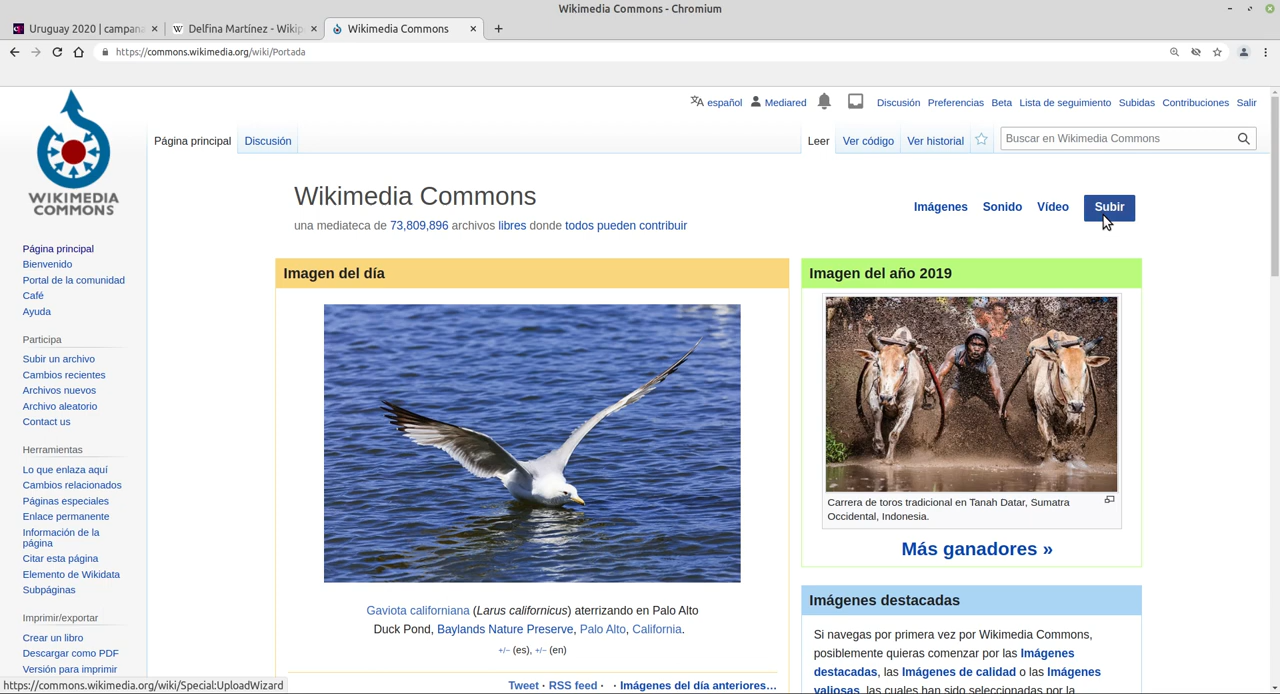 Wikimedia Commons - Chromium
Uruguay 2020 | campana
Delfina Martínez - Wikip
Wikimedia Commons
https://commons.wikimedia.org/wiki/Portada
español
Mediared
Discusión
Preferencias
Beta
Lista de seguimiento
Subidas
Contribuciones
Salir
WIKIMEDIA
COMMONS
Página principal
Discusión
Leer
Ver código
Ver historial
Buscar en Wikimedia Commons
Wikimedia Commons
una mediateca de 73,809,896 archivos libres donde todos pueden contribuir
Imágenes
Sonido
Vídeo
Subir
Página principal
Bienvenido
Portal de la comunidad
Café
Ayuda
Participa
Subir un archivo
Cambios recientes
Archivos nuevos
Archivo aleatorio
Contact us
Herramientas
Lo que enlaza aquí
Cambios relacionados
Páginas especiales
Enlace permanente
Información de la
página
Citar esta página
Elemento de Wikidata
Subpáginas
Imprimir/exportar
Crear un libro
Descargar como PDF
Versión para imprimir
Imagen del día
Gaviota californiana (Larus californicus) aterrizando en Palo Alto
Duck Pond, Baylands Nature Preserve, Palo Alto, California.
+/− (es), +/− (en)
Tweet · RSS feed · · Imágenes del día anteriores...
Imagen del año 2019
Carrera de toros tradicional en Tanah Datar, Sumatra
Occidental, Indonesia.
Más ganadores »
Imágenes destacadas
Si navegas por primera vez por Wikimedia Commons,
posiblemente quieras comenzar por las Imágenes
destacadas, las Imágenes de calidad o las Imágenes
valiosas, las cuales han sido seleccionadas por la
https://commons.wikimedia.org/wiki/Special:UploadWizard